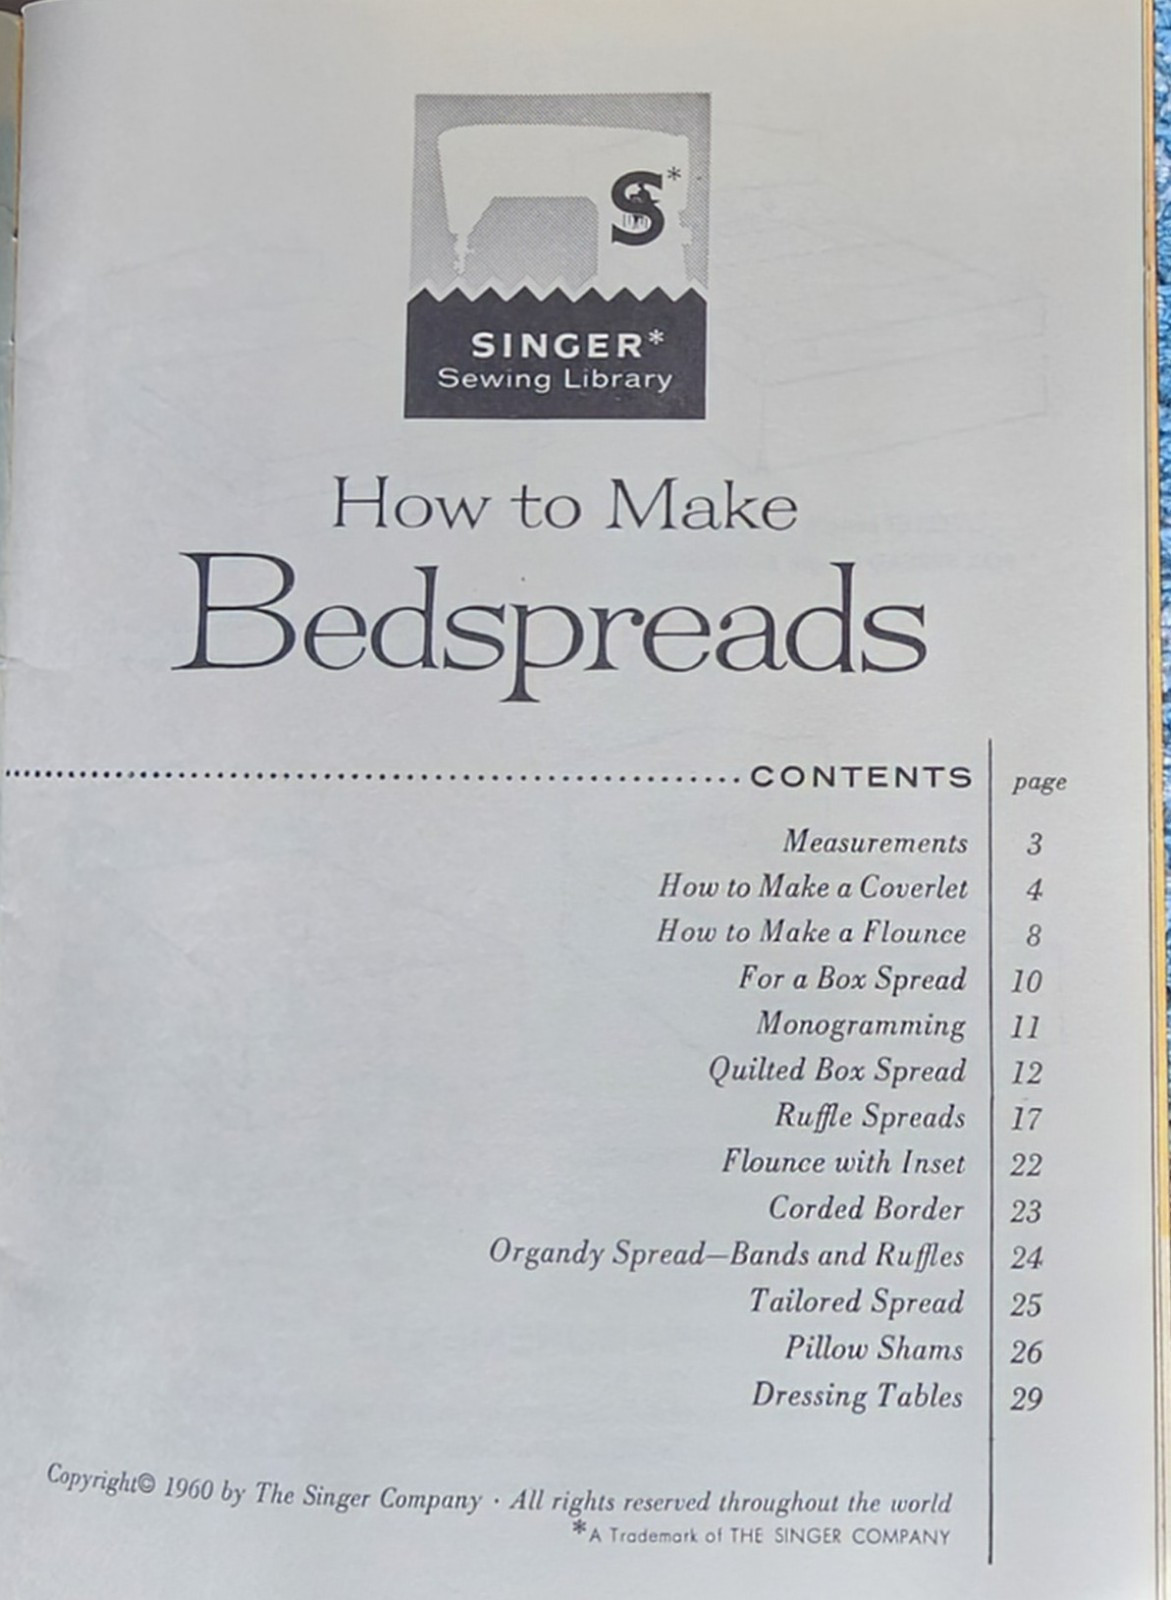 S*
SINGER*
Sewing Library
How to Make
Bedspreads
CONTENTS page
Measurements 3
How to Make a Coverlet 4
How to Make a Flounce 8
For a Box Spread 10
Monogramming 11
Quilted Box Spread 12
Ruffle Spreads 17
Flounce with Inset 22
Corded Border 23
Organdy Spread—Bands and Ruffles 24
Tailored Spread 25
Pillow Shams 26
Dressing Tables 29
Copyright© 1960 by The Singer Company · All rights reserved throughout the world
*A Trademark of THE SINGER COMPANY